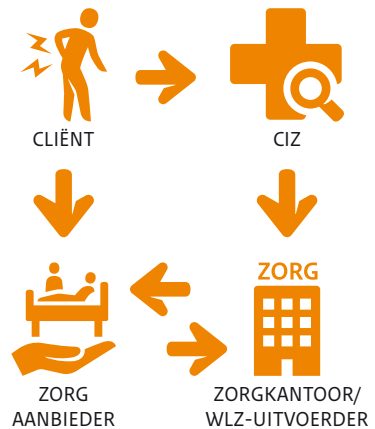 CLIËNT
CIZ
ZORG
ZORG
AANBIEDER
ZORGKANTOOR/
WLZ-UITVOERDER